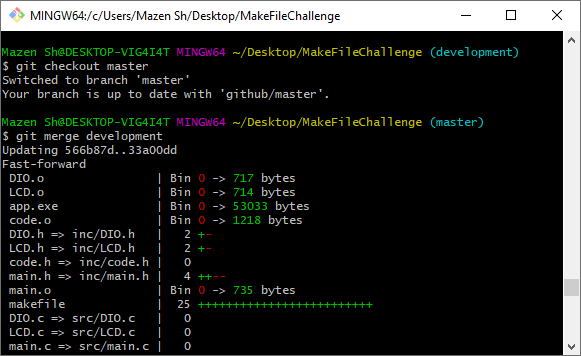 MINGW64:/c/Users/Mazen Sh/Desktop/MakeFileChallenge
Mazen Sh@DESKTOP-VIG4I4T MINGW64 ~/Desktop/MakeFileChallenge (development)
$ git checkout master
Switched to branch 'master'
Your branch is up to date with 'github/master'.
Mazen Sh@DESKTOP-VIG4I4T MINGW64 ~/Desktop/MakeFileChallenge (master)
$ git merge development
Updating 566b87d..33a00dd
Fast-forward
DIO.o | Bin 0 -> 717 bytes
LCD.o | Bin 0 -> 714 bytes
app.exe | Bin 0 -> 53033 bytes
code.o | Bin 0 -> 1218 bytes
DIO.h => inc/DIO.h | 2 +-
LCD.h => inc/LCD.h | 2 +-
code.h => inc/code.h | 0
main.h => inc/main.h | 4 ++--
main.o | Bin 0 -> 735 bytes
makefile | 25 +++++++++++++++++++++++++
DIO.c => src/DIO.c | 0
LCD.c => src/LCD.c | 0
main.c => src/main.c | 0